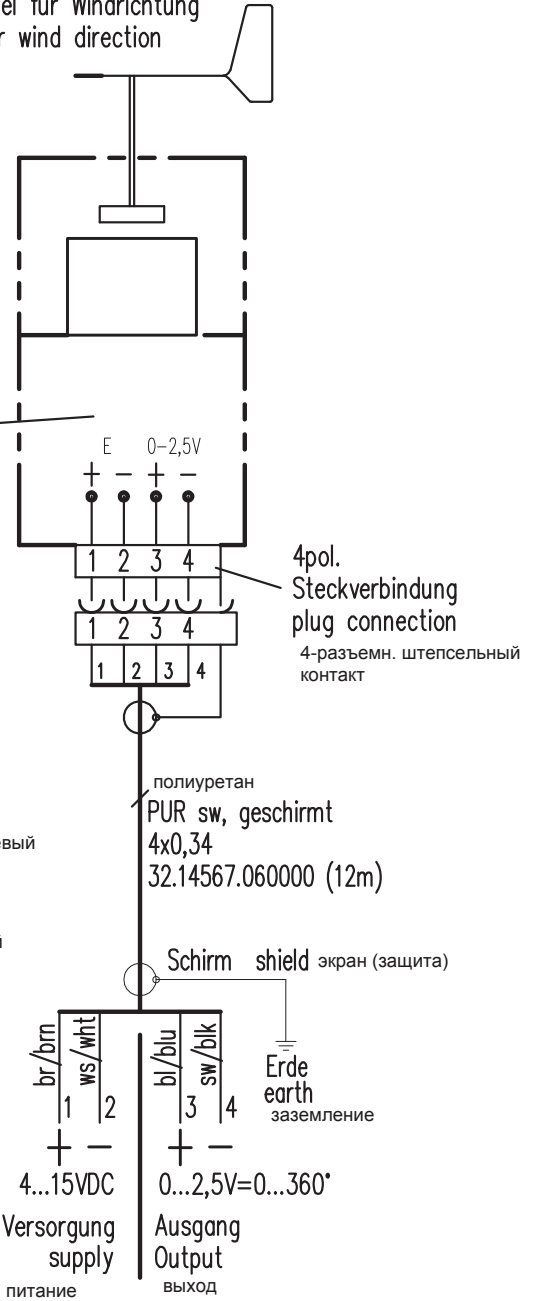 für Windrichtung
wind direction
E 0-2,5V
+ - + -
1 2 3 4
4pol.
Steckverbindung
plug connection
4-разъемн. штепсельный
контакт
1 2 3 4
1 2 3 4
полиуретан
PUR sw, geschirmt
4x0,34
32.14567.060000 (12m)
Schirm shield экран (защита)
br/brn ws/wht bl/blu sw/blk
Erde
earth
заземление
1 2 3 4
+ - + -
4...15VDC 0...2,5V=0...360°
Versorgung
supply
питание
Ausgang
Output
выход